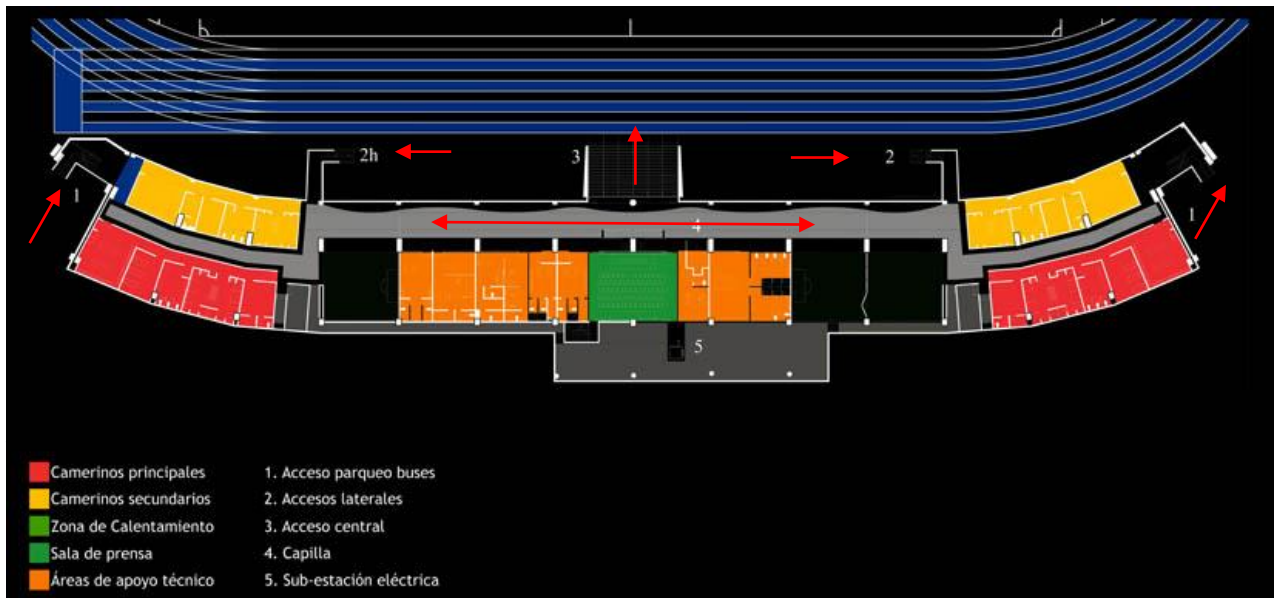 2h
3
2
1
1
4
5
Camerinos principales
Camerinos secundarios
Zona de Calentamiento
Sala de prensa
Áreas de apoyo técnico
1. Acceso parqueo buses
2. Accesos laterales
3. Acceso central
4. Capilla
5. Sub-estación eléctrica